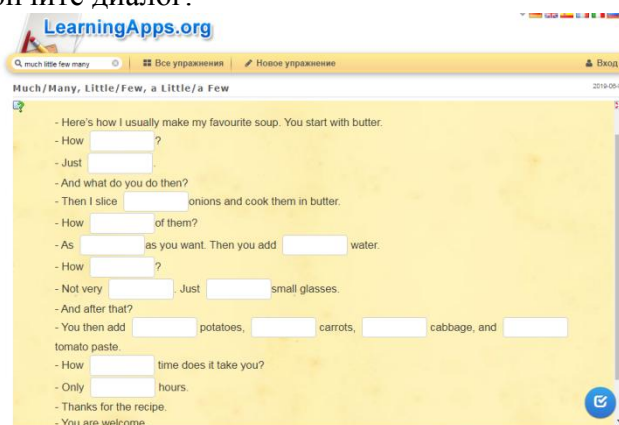 LearningApps.org
much little few many Все упражнения Новое упражнение Вход
Much/Many, Little/Few, a Little/a Few
- Here's how I usually make my favourite soup. You start with butter.
- How ?
- Just .
- And what do you do then?
- Then I slice onions and cook them in butter.
- How of them?
- As as you want. Then you add water.
- How ?
- Not very . Just small glasses.
- And after that?
- You then add potatoes, carrots, cabbage, and
tomato paste.
- How time does it take you?
- Only hours.
- Thanks for the recipe.
- You are welcome.